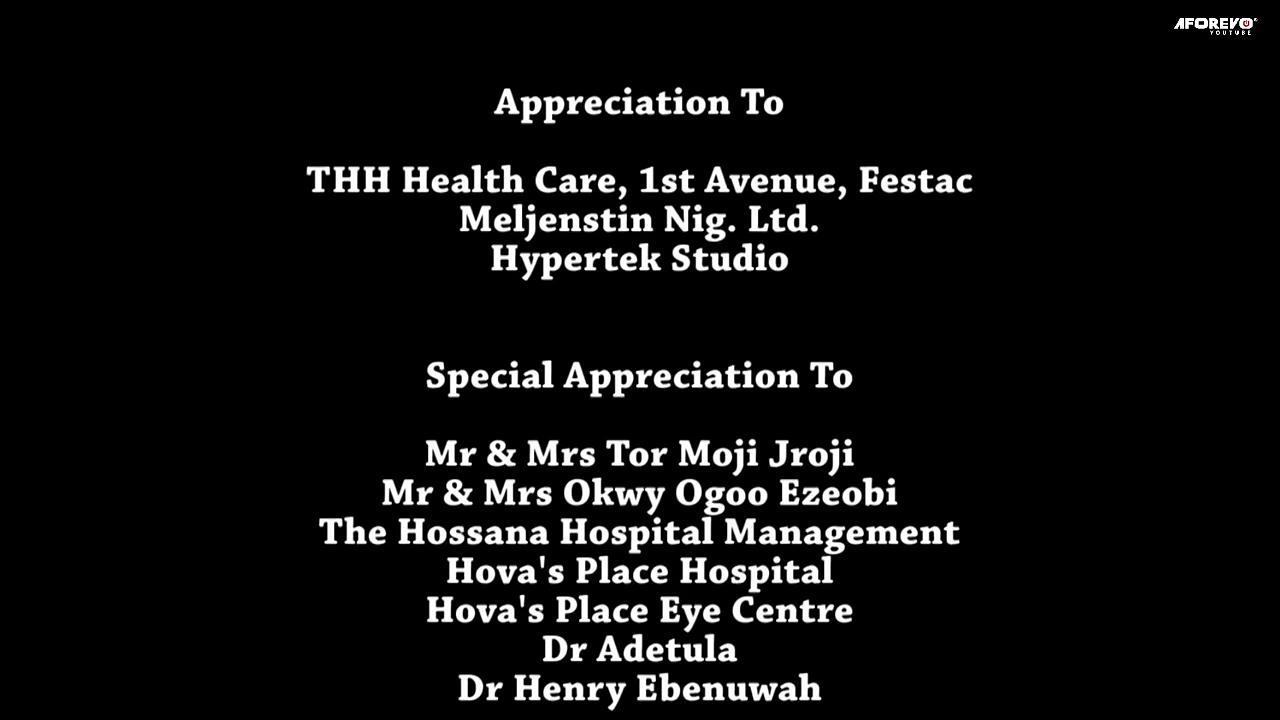 AFOREVO
YOUTUBE
Appreciation To
THH Health Care, 1st Avenue, Festac
Meljenstin Nig. Ltd.
Hypertek Studio
Special Appreciation To
Mr & Mrs Tor Moji Jroji
Mr & Mrs Okwy Ogoo Ezeobi
The Hossana Hospital Management
Hova's Place Hospital
Hova's Place Eye Centre
Dr Adetula
Dr Henry Ebenuwah